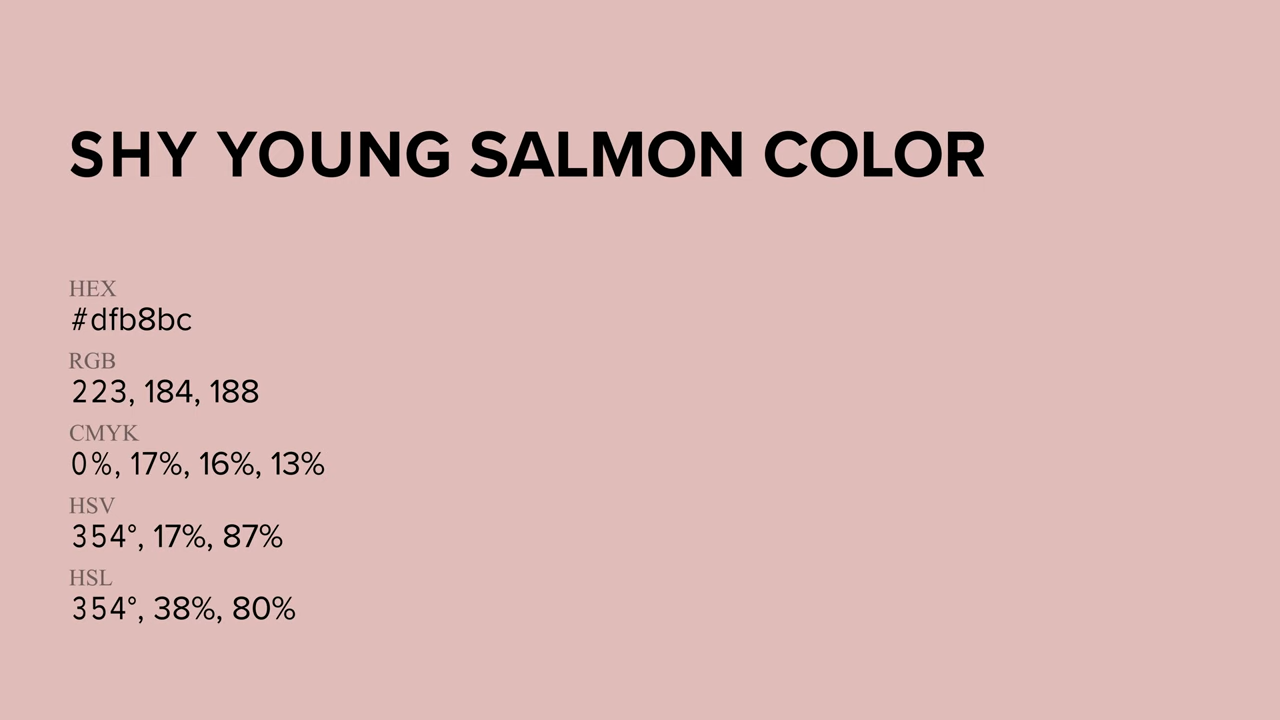 SHY YOUNG SALMON COLOR
HEX
#dfb8bc
RGB
223, 184, 188
CMYK
0%, 17%, 16%, 13%
HSV
354°, 17%, 87%
HSL
354°, 38%, 80%